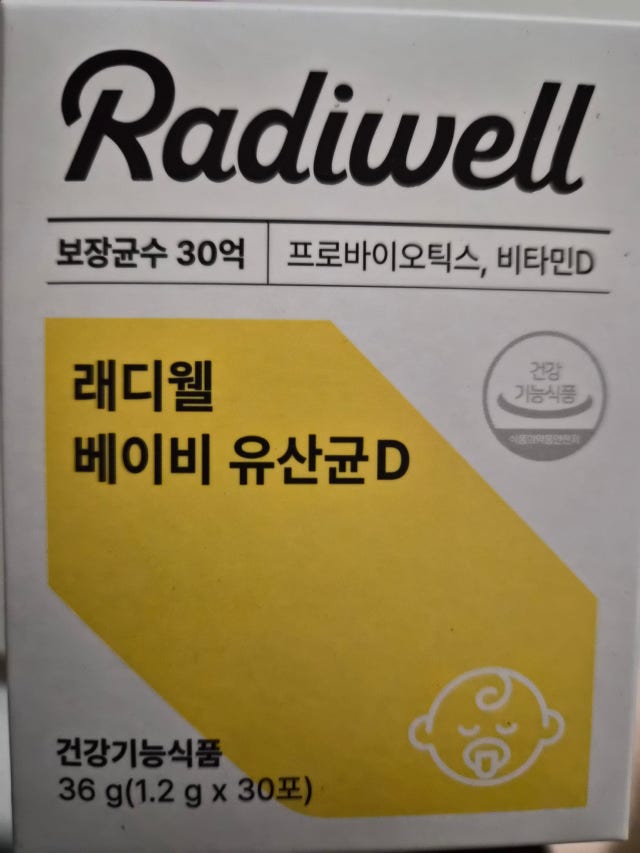 Radiwell
보장균수 30억
프로바이오틱스, 비타민D
건강
기능식품
식품의약품안전처
래디웰
베이비 유산균D
건강기능식품
36 g(1.2 g x 30포)